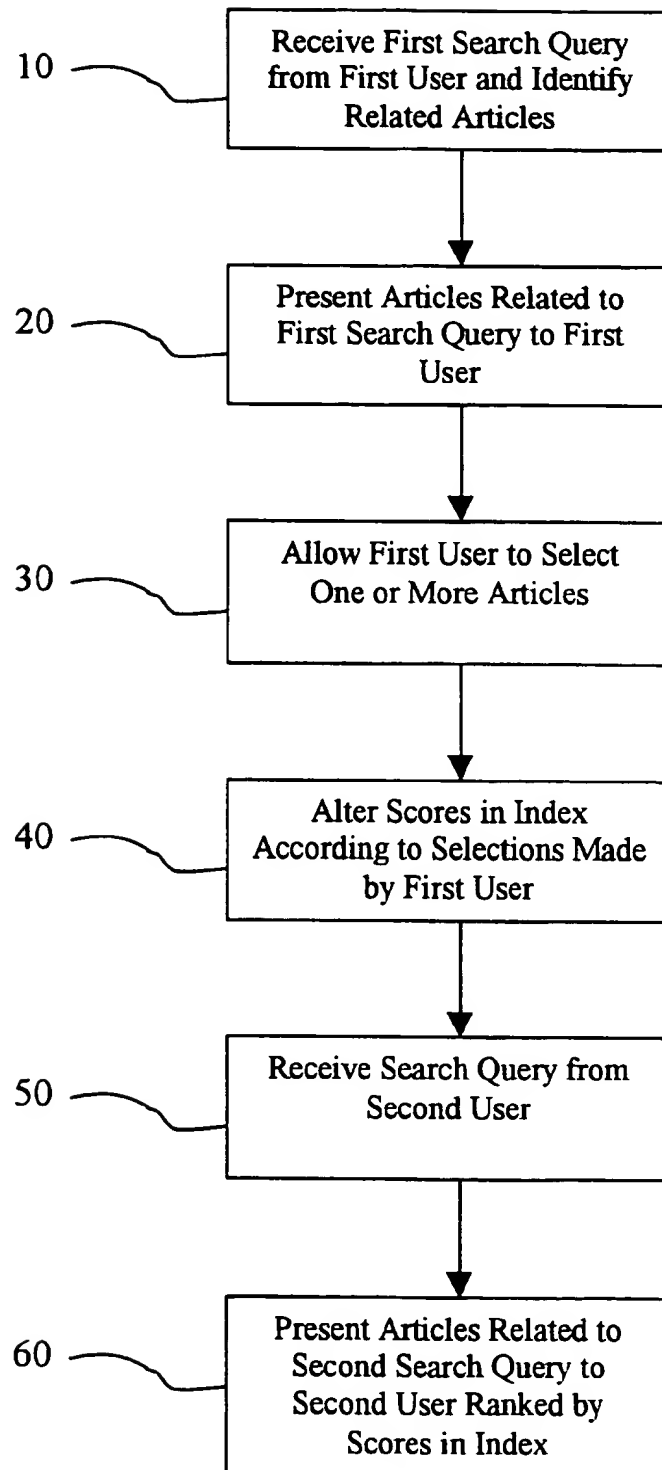 10
Receive First Search Query
from First User and Identify
Related Articles
20
Present Articles Related to
First Search Query to First
User
30
Allow First User to Select
One or More Articles
40
Alter Scores in Index
According to Selections Made
by First User
50
Receive Search Query from
Second User
60
Present Articles Related to
Second Search Query to
Second User Ranked by
Scores in Index